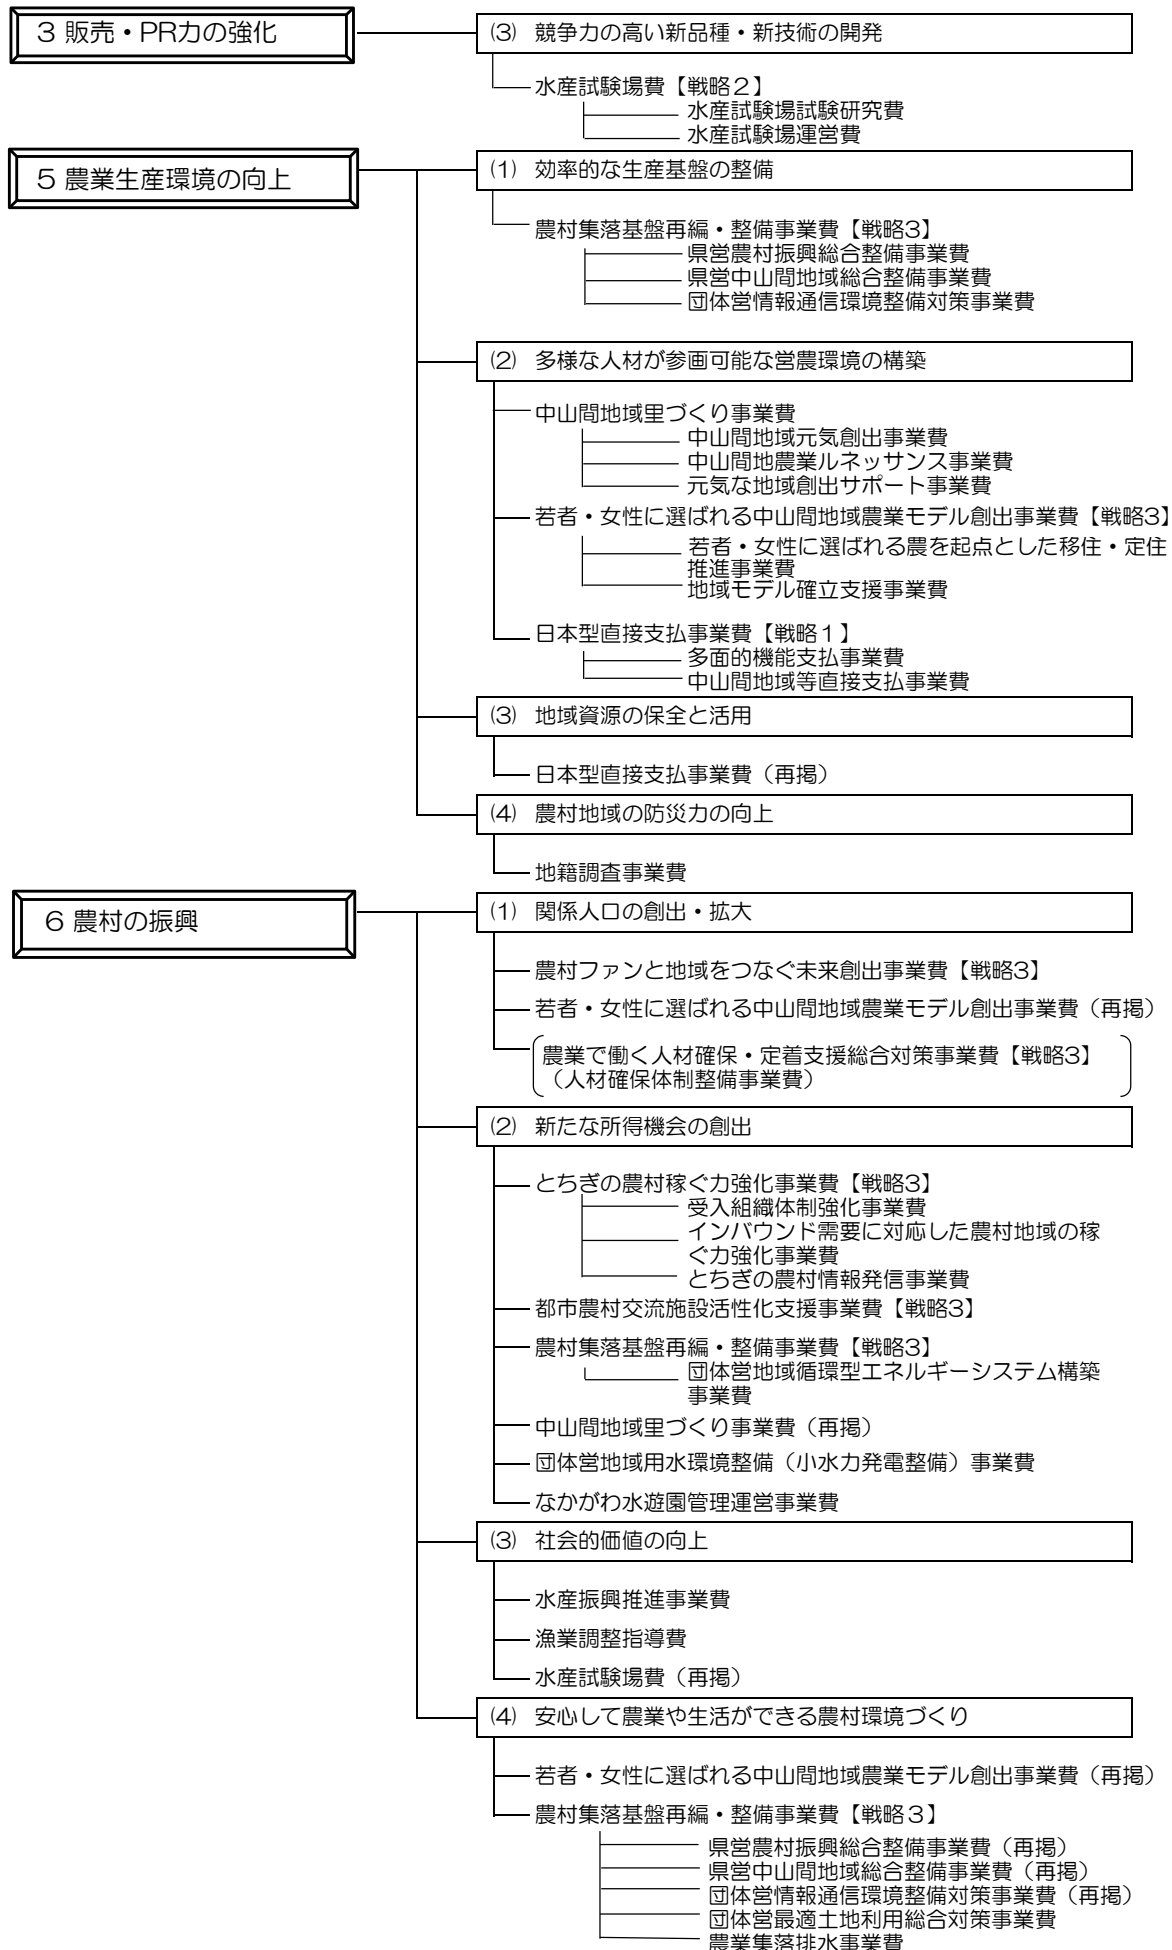 3 販売・PR力の強化
⑶ 競争力の高い新品種・新技術の開発
水産試験場費【戦略２】
水産試験場試験研究費
水産試験場運営費
5 農業生産環境の向上
⑴ 効率的な生産基盤の整備
農村集落基盤再編・整備事業費【戦略3】
県営農村振興総合整備事業費
県営中山間地域総合整備事業費
団体営情報通信環境整備対策事業費
⑵ 多様な人材が参画可能な営農環境の構築
中山間地域里づくり事業費
中山間地域元気創出事業費
中山間地農業ルネッサンス事業費
元気な地域創出サポート事業費
若者・女性に選ばれる中山間地域農業モデル創出事業費【戦略3】
若者・女性に選ばれる農を起点とした移住・定住
推進事業費
地域モデル確立支援事業費
日本型直接支払事業費【戦略１】
多面的機能支払事業費
中山間地域等直接支払事業費
⑶ 地域資源の保全と活用
日本型直接支払事業費（再掲）
⑷ 農村地域の防災力の向上
地籍調査事業費
6 農村の振興
⑴ 関係人口の創出・拡大
農村ファンと地域をつなぐ未来創出事業費【戦略3】
若者・女性に選ばれる中山間地域農業モデル創出事業費（再掲）
農業で働く人材確保・定着支援総合対策事業費【戦略3】
（人材確保体制整備事業費）
⑵ 新たな所得機会の創出
とちぎの農村稼ぐ力強化事業費【戦略3】
受入組織体制強化事業費
インバウンド需要に対応した農村地域の稼
ぐ力強化事業費
とちぎの農村情報発信事業費
都市農村交流施設活性化支援事業費【戦略3】
農村集落基盤再編・整備事業費【戦略3】
団体営地域循環型エネルギーシステム構築
事業費
中山間地域里づくり事業費（再掲）
団体営地域用水環境整備（小水力発電整備）事業費
なかがわ水遊園管理運営事業費
⑶ 社会的価値の向上
水産振興推進事業費
漁業調整指導費
水産試験場費（再掲）
⑷ 安心して農業や生活ができる農村環境づくり
若者・女性に選ばれる中山間地域農業モデル創出事業費（再掲）
農村集落基盤再編・整備事業費【戦略３】
県営農村振興総合整備事業費（再掲）
県営中山間地域総合整備事業費（再掲）
団体営情報通信環境整備対策事業費（再掲）
団体営最適土地利用総合対策事業費
農業集落排水事業費